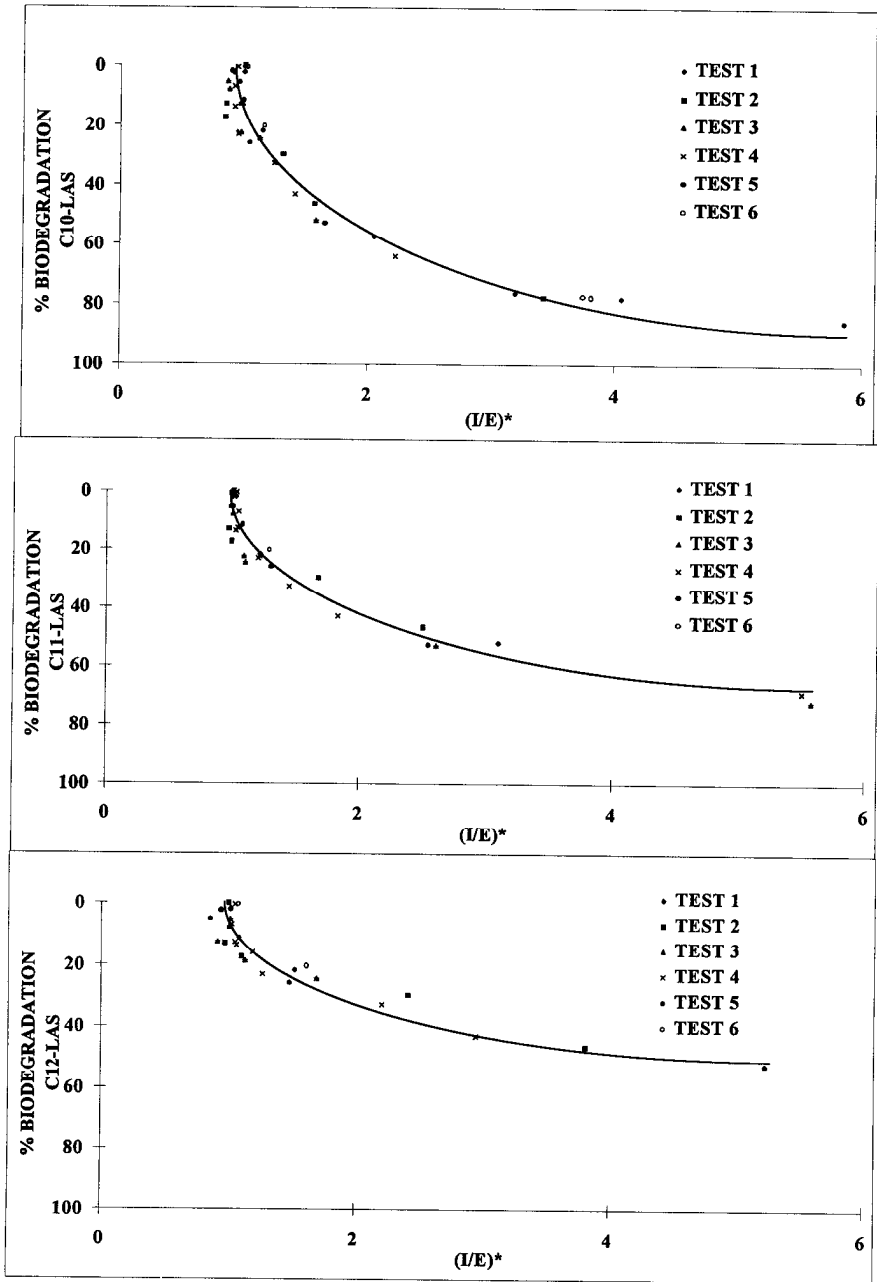 % BIODEGRADATION
C10-LAS
0
20
40
60
80
100
0 2 4 6
(I/E)*
TEST 1
TEST 2
TEST 3
TEST 4
TEST 5
TEST 6
% BIODEGRADATION
C11-LAS
0
20
40
60
80
100
0 2 4 6
(I/E)*
TEST 1
TEST 2
TEST 3
TEST 4
TEST 5
TEST 6
% BIODEGRADATION
C12-LAS
0
20
40
60
80
100
0 2 4 6
(I/E)*
TEST 1
TEST 2
TEST 3
TEST 4
TEST 5
TEST 6